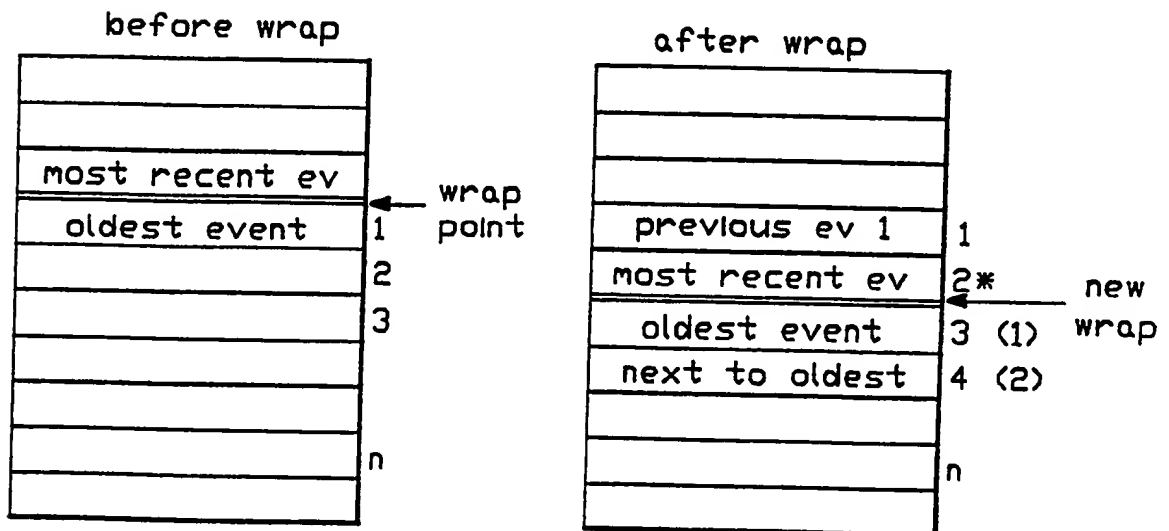 before wrap
most recent ev
wrap
point
oldest event
1
2
3
n
after wrap
previous ev 1
1
most recent ev
2*
new
wrap
oldest event
3 (1)
next to oldest
4 (2)
n